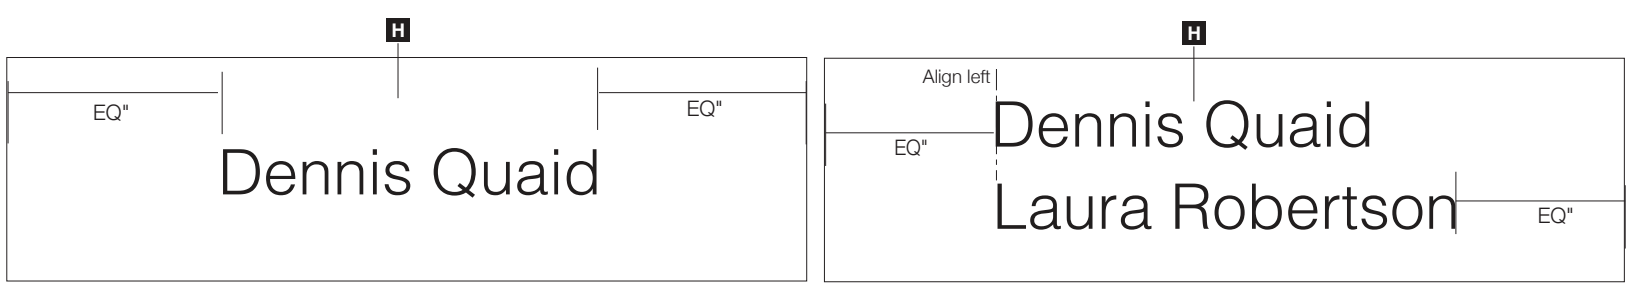 H
EQ"
EQ"
Dennis Quaid
H
Align left
Dennis Quaid
EQ"
Laura Robertson
EQ"